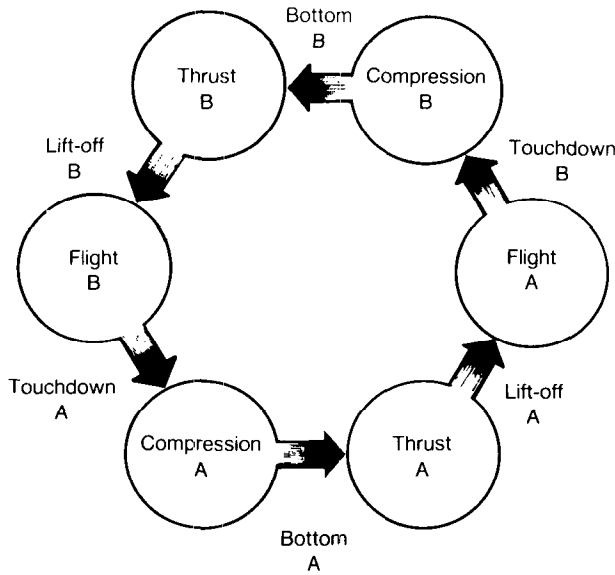 Bottom
B
Thrust
B
Compression
B
Lift-off
B
Touchdown
B
Flight
B
Flight
A
Touchdown
A
Lift-off
A
Compression
A
Thrust
A
Bottom
A